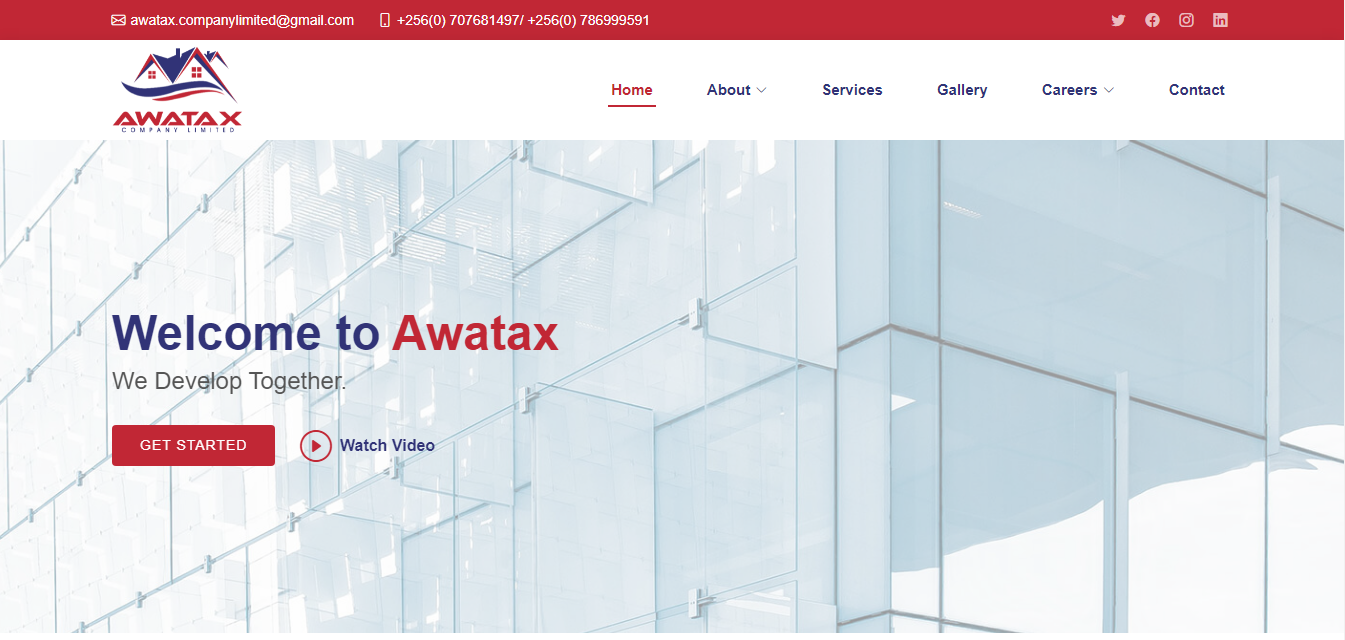 awatax.companylimited@gmail.com +256(0) 707681497/ +256(0) 786999591
AWATAX
COMPANY LIMITED
Home About Services Gallery Careers Contact
Welcome to Awatax
We Develop Together.
GET STARTED Watch Video